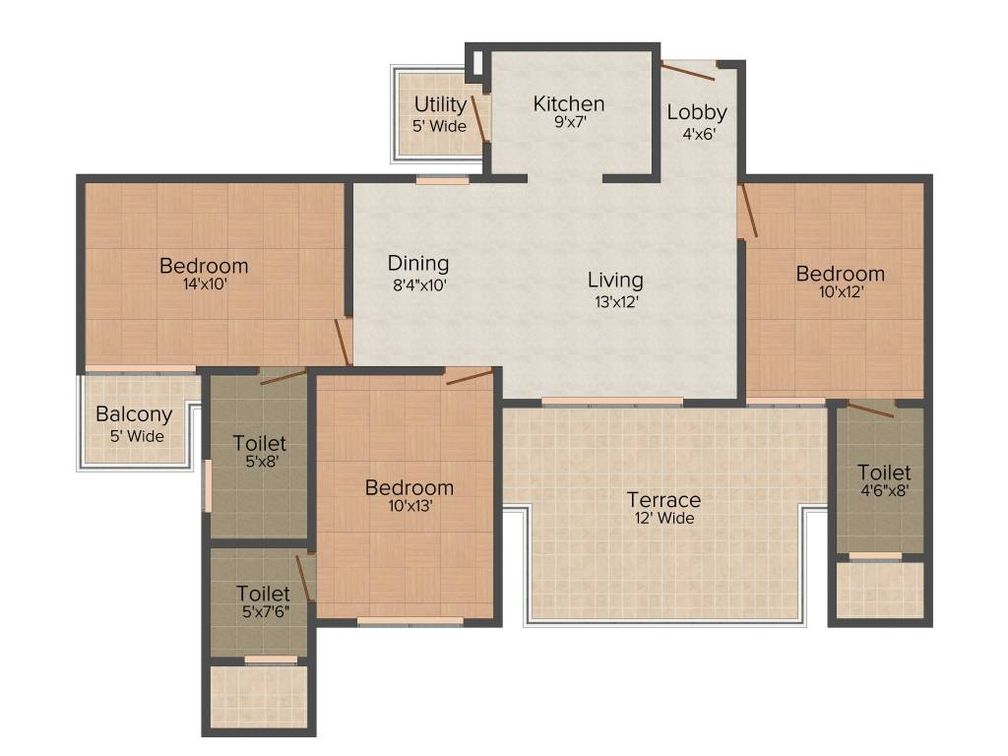 Utility
5' Wide
Kitchen
9'x7'
Lobby
4'x6'
Bedroom
14'x10'
Dining
8'4"x10'
Living
13'x12'
Bedroom
10'x12'
Balcony
5' Wide
Toilet
5'x8'
Bedroom
10'x13'
Terrace
12' Wide
Toilet
4'6"x8'
Toilet
5'x7'6"